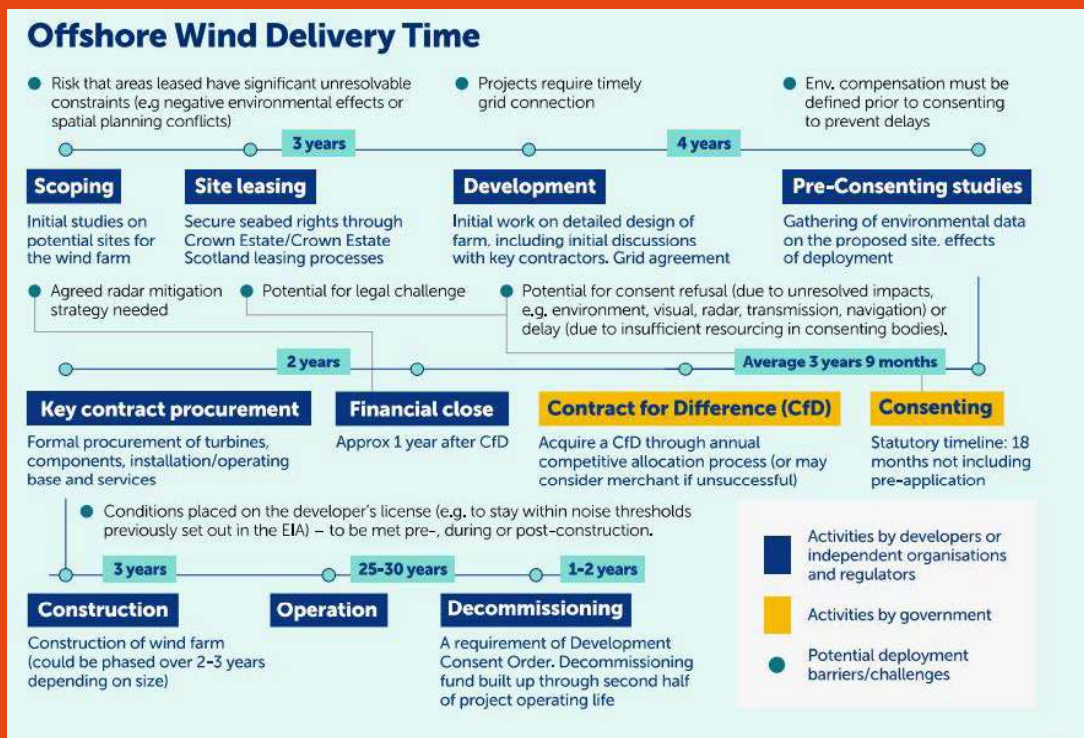 Offshore Wind Delivery Time
Risk that areas leased have significant unresolvable
constraints (e.g negative environmental effects or
spatial planning conflicts)
Projects require timely
grid connection
Env. compensation must be
defined prior to consenting
to prevent delays
3 years
4 years
Scoping
Initial studies on
potential sites for
the wind farm
Site leasing
Secure seabed rights through
Crown Estate/Crown Estate
Scotland leasing processes
Development
Initial work on detailed design of
farm, including initial discussions
with key contractors. Grid agreement
Pre-Consenting studies
Gathering of environmental data
on the proposed site. effects
of deployment
Agreed radar mitigation
strategy needed
Potential for legal challenge
Potential for consent refusal (due to unresolved impacts,
e.g. environment, visual, radar, transmission, navigation) or
delay (due to insufficient resourcing in consenting bodies).
2 years
Average 3 years 9 months
Key contract procurement
Formal procurement of turbines,
components, installation/operating
base and services
Financial close
Approx 1 year after CfD
Contract for Difference (CfD)
Acquire a CfD through annual
competitive allocation process (or may
consider merchant if unsuccessful)
Consenting
Statutory timeline: 18
months not including
pre-application
Conditions placed on the developer's license (e.g. to stay within noise thresholds
previously set out in the EIA) – to be met pre-, during or post-construction.
3 years
25-30 years
1-2 years
Construction
Construction of wind farm
(could be phased over 2-3 years
depending on size)
Operation
Decommissioning
A requirement of Development
Consent Order. Decommissioning
fund built up through second half
of project operating life
Activities by developers or
independent organisations
and regulators
Activities by government
Potential deployment
barriers/challenges